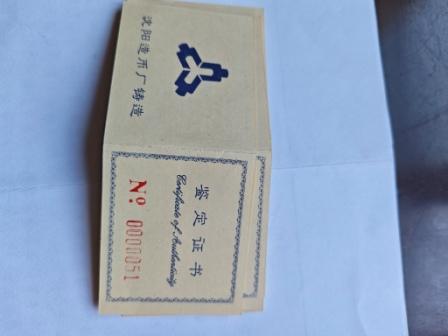 沈阳造币厂铸造
鉴定证书
Certificate of Authenticity
No. 0000051